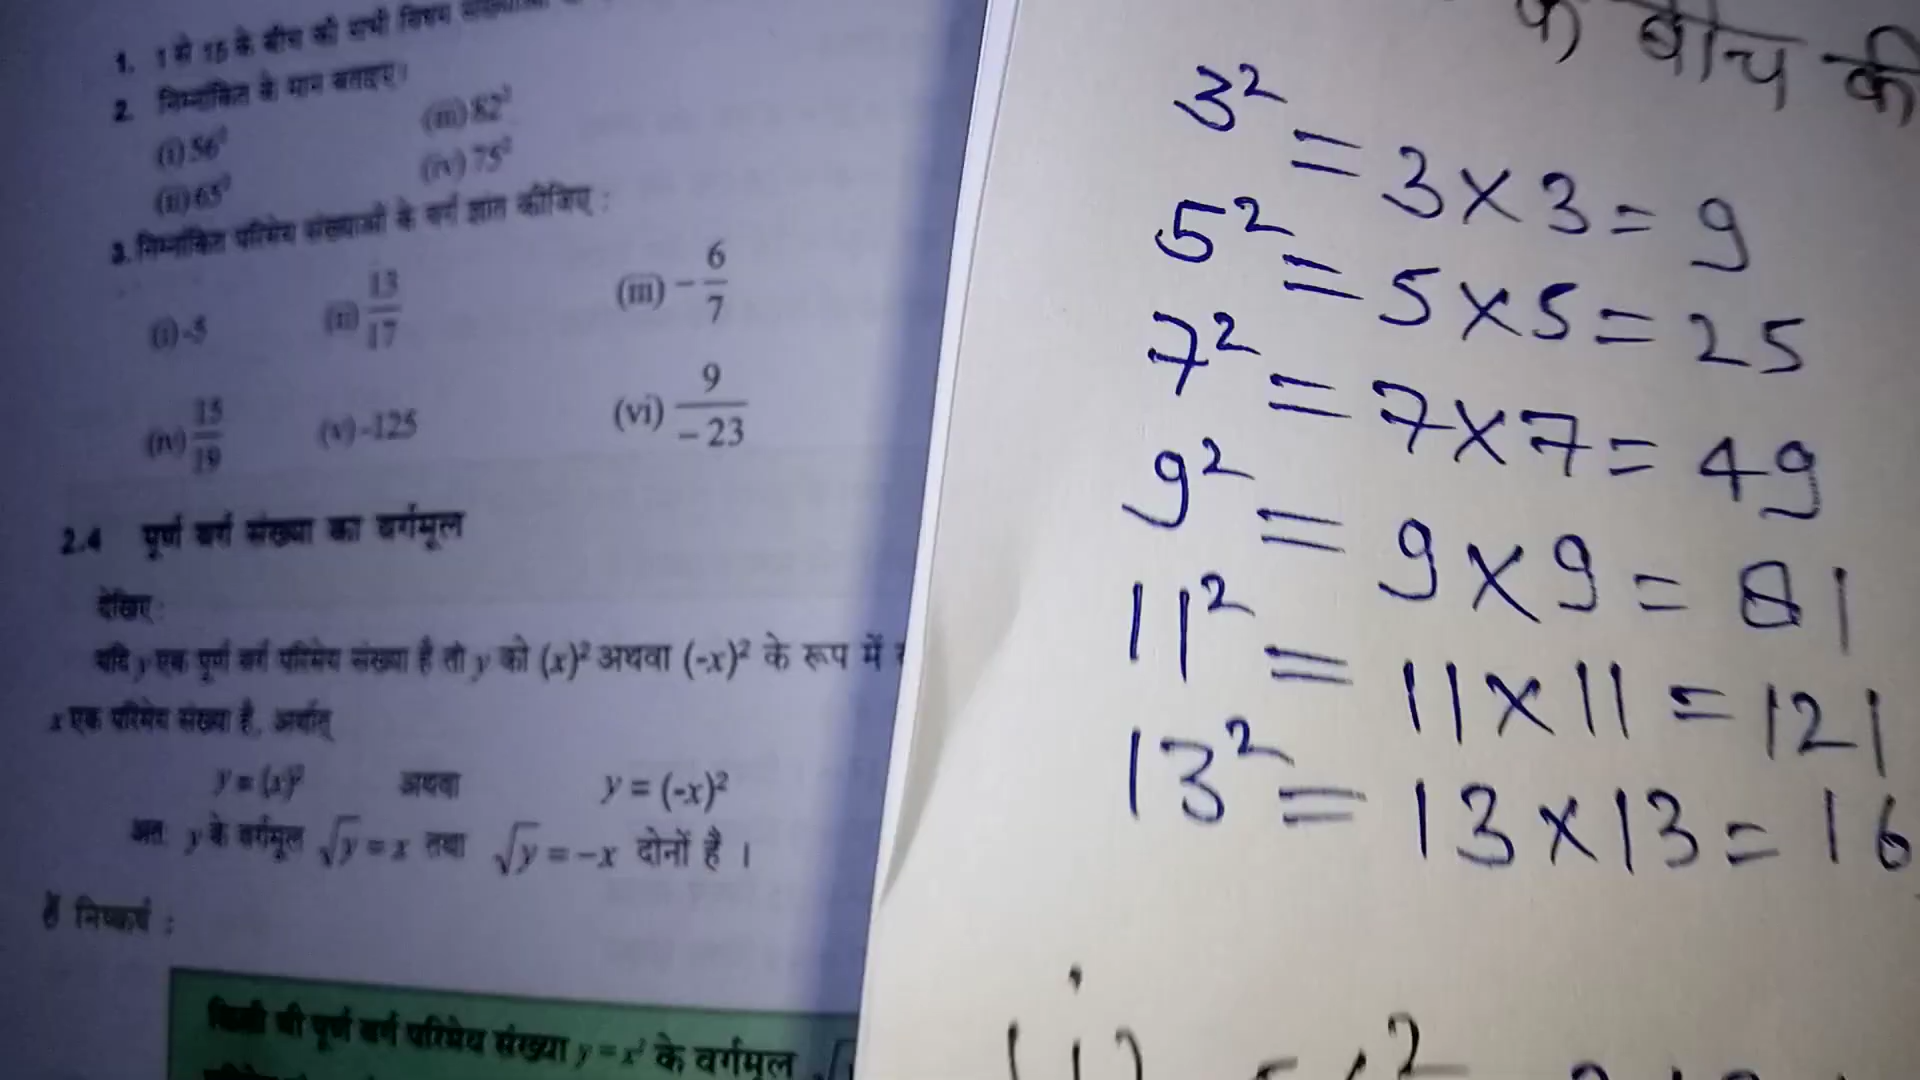 1. 1 से 15 के बीच की सभी विषम संख्याओं
2. निम्नांकित के मान बताइए।
(i) 56² (iii) 82²
(ii) 65² (iv) 75²
3. निम्नांकित परिमेय संख्याओं के वर्ग ज्ञात कीजिए :
(i) -5 (ii) 13/17 (iii) - 6/7
(iv) 15/19 (v) -125 (vi) 9/-23
2.4 पूर्ण वर्ग संख्या का वर्गमूल
देखिए:
यदि y एक पूर्ण वर्ग परिमेय संख्या है तो y को (x)² अथवा (-x)² के रूप में
x एक परिमेय संख्या है, अर्थात्
y = (x)² अथवा y = (-x)²
अतः y के वर्गमूल √y = x तथा √y = -x दोनों है ।
निष्कर्ष :
किसी भी पूर्ण वर्ग परिमेय संख्या y = x² के वर्गमूल
के बीच की
3² = 3×3 = 9
5² = 5×5 = 25
7² = 7×7 = 49
9² = 9×9 = 81
11² = 11×11 = 121
13² = 13×13 = 16